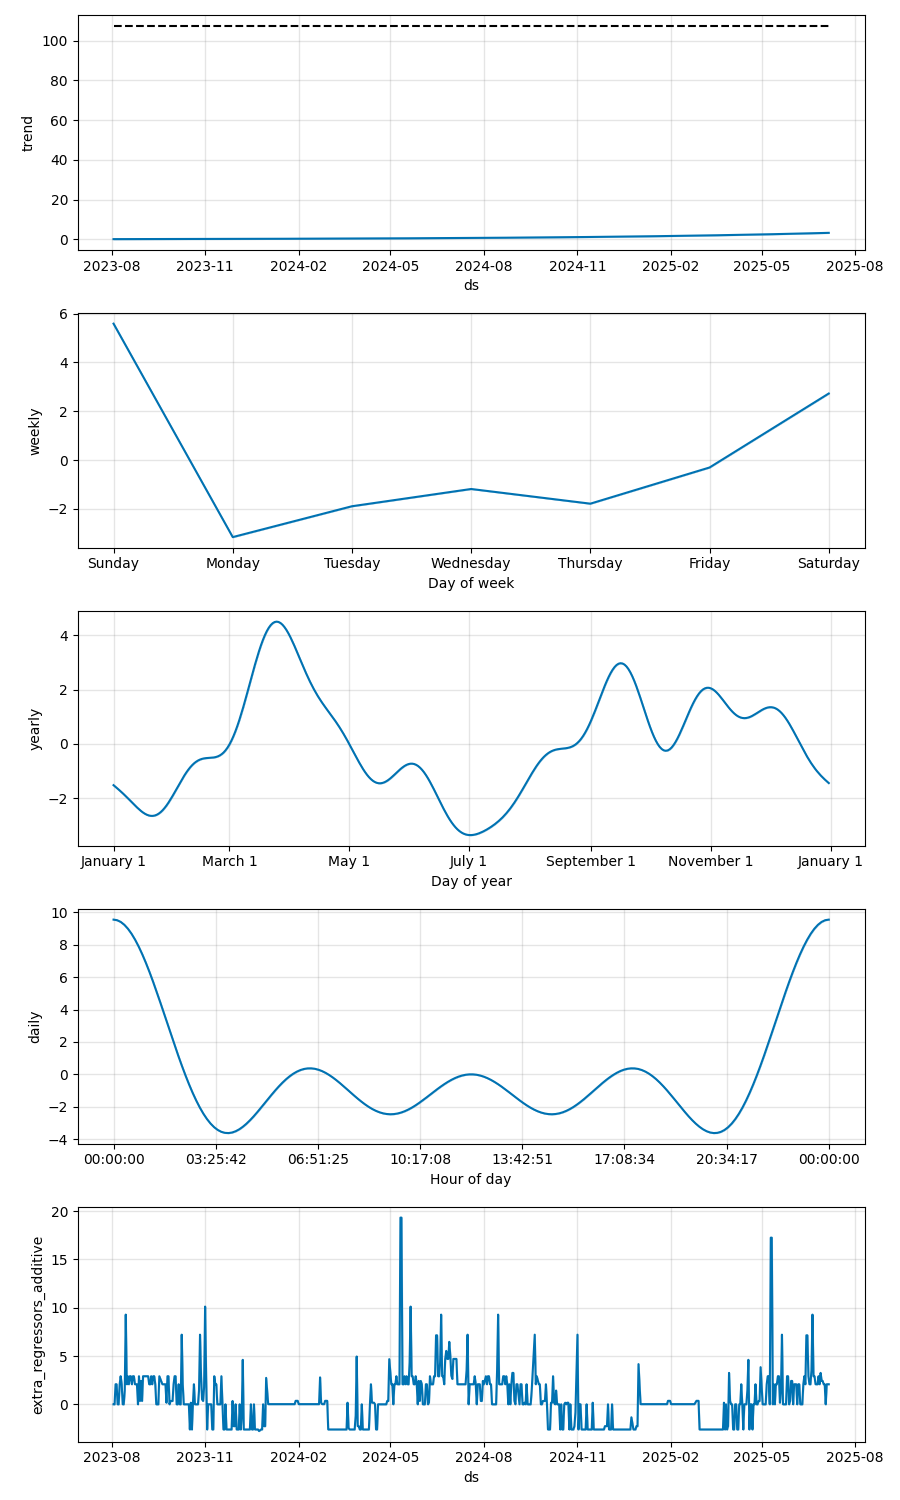 100
80
60
40
20
0
trend
2023-08 2023-11 2024-02 2024-05 2024-08 2024-11 2025-02 2025-05 2025-08
ds
6
4
2
0
−2
weekly
Sunday Monday Tuesday Wednesday Thursday Friday Saturday
Day of week
4
2
0
−2
yearly
January 1 March 1 May 1 July 1 September 1 November 1 January 1
Day of year
10
8
6
4
2
0
−2
−4
daily
00:00:00 03:25:42 06:51:25 10:17:08 13:42:51 17:08:34 20:34:17 00:00:00
Hour of day
20
15
10
5
0
extra_regressors_additive
2023-08 2023-11 2024-02 2024-05 2024-08 2024-11 2025-02 2025-05 2025-08
ds